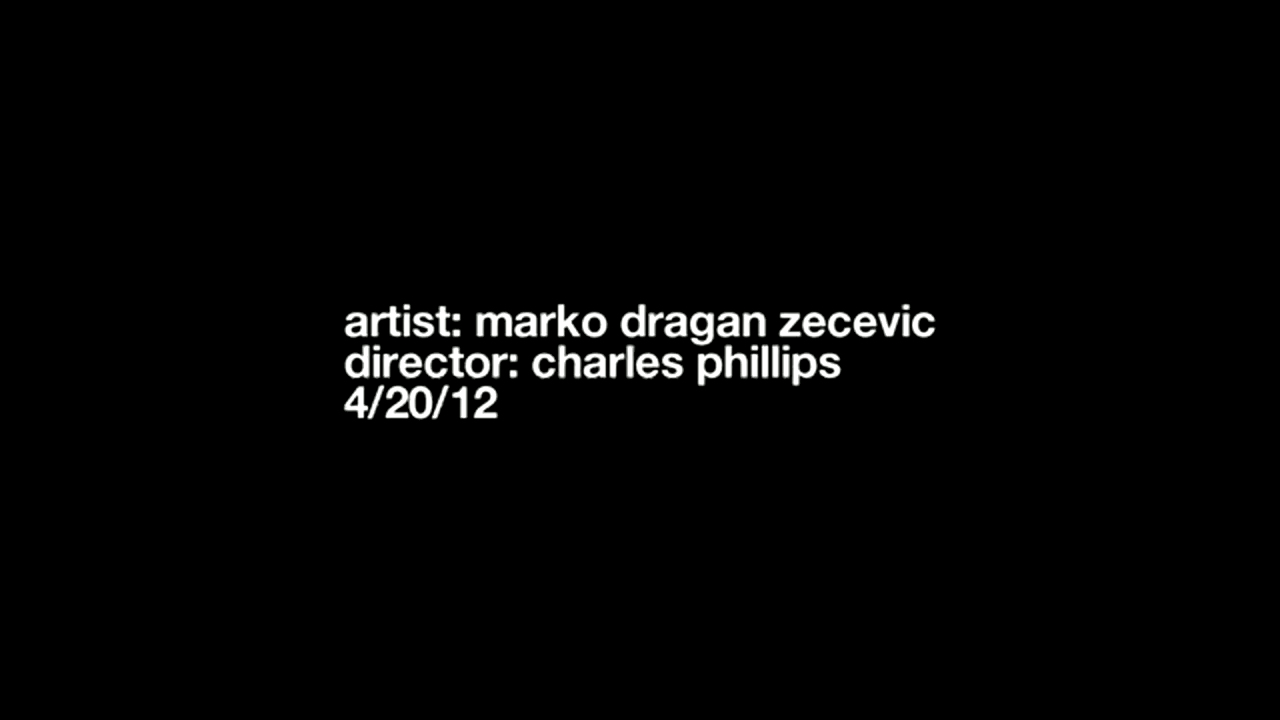 artist: marko dragan zecevic
director: charles phillips
4/20/12